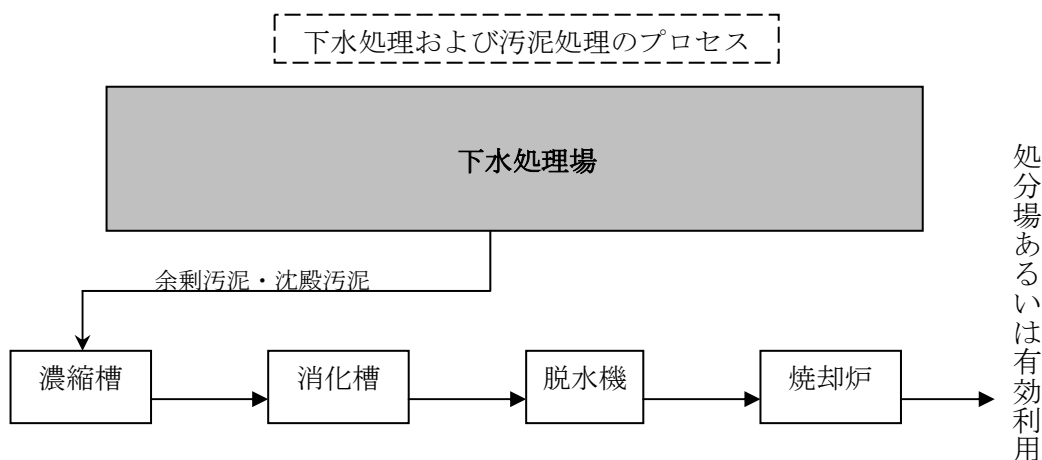 下水処理および汚泥処理のプロセス
下水処理場
余剰汚泥・沈殿汚泥
濃縮槽
消化槽
脱水機
焼却炉
処分場あるいは有効利用